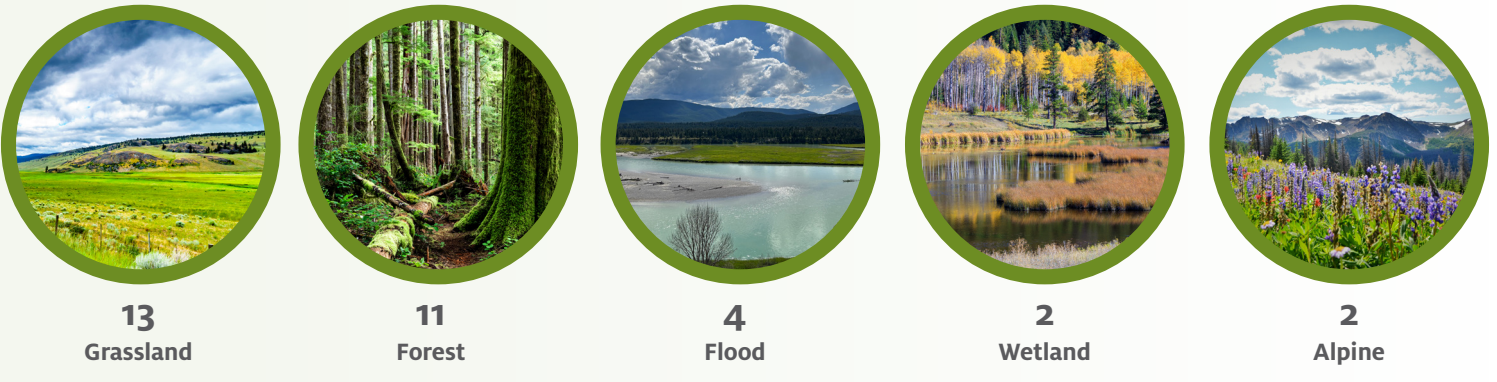 13
Grassland
11
Forest
4
Flood
2
Wetland
2
Alpine